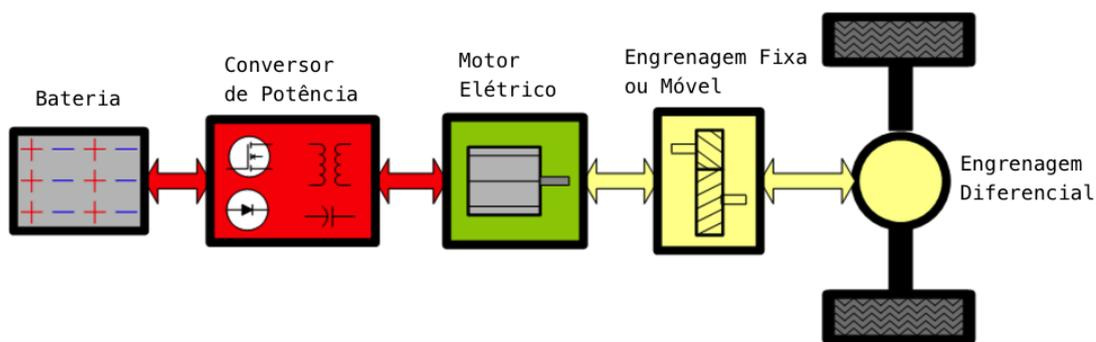 Bateria
Conversor
de Potência
Motor
Elétrico
Engrenagem Fixa
ou Móvel
Engrenagem
Diferencial